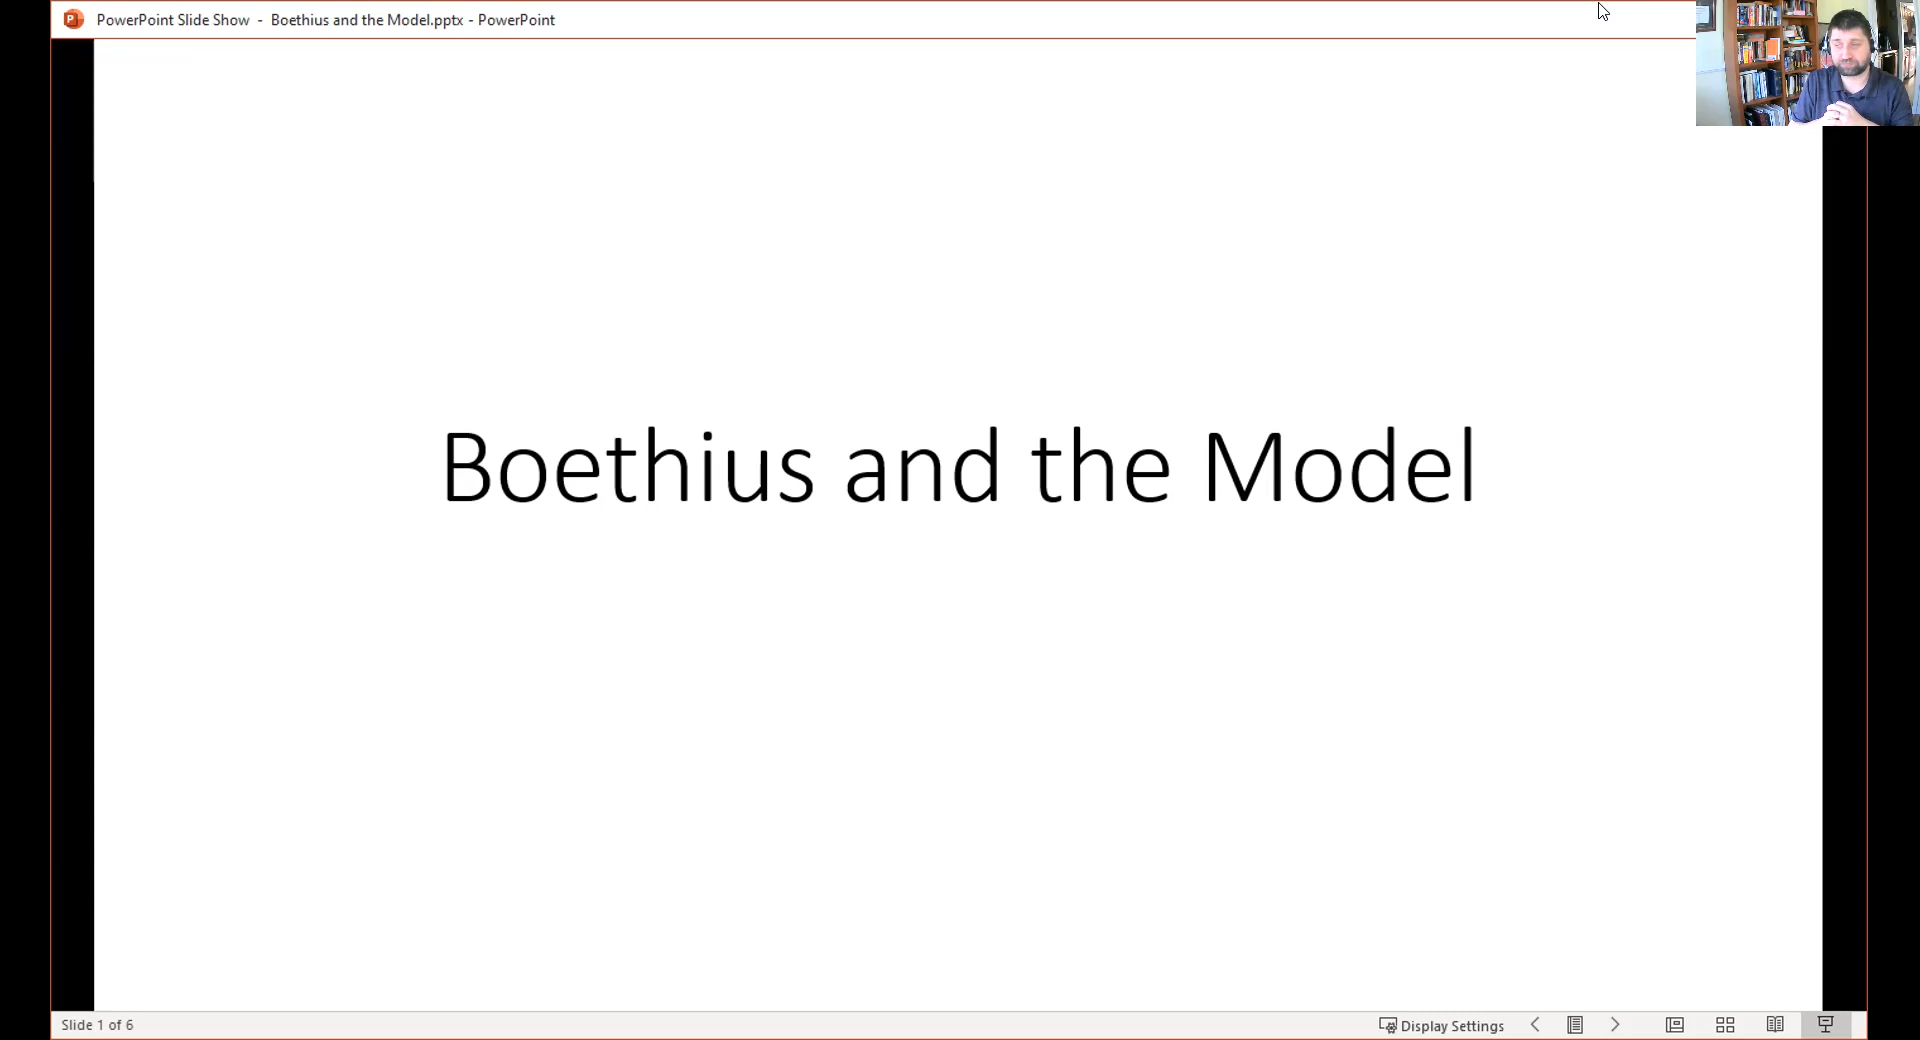 PowerPoint Slide Show - Boethius and the Model.pptx - PowerPoint
Boethius and the Model
Slide 1 of 6
Display Settings